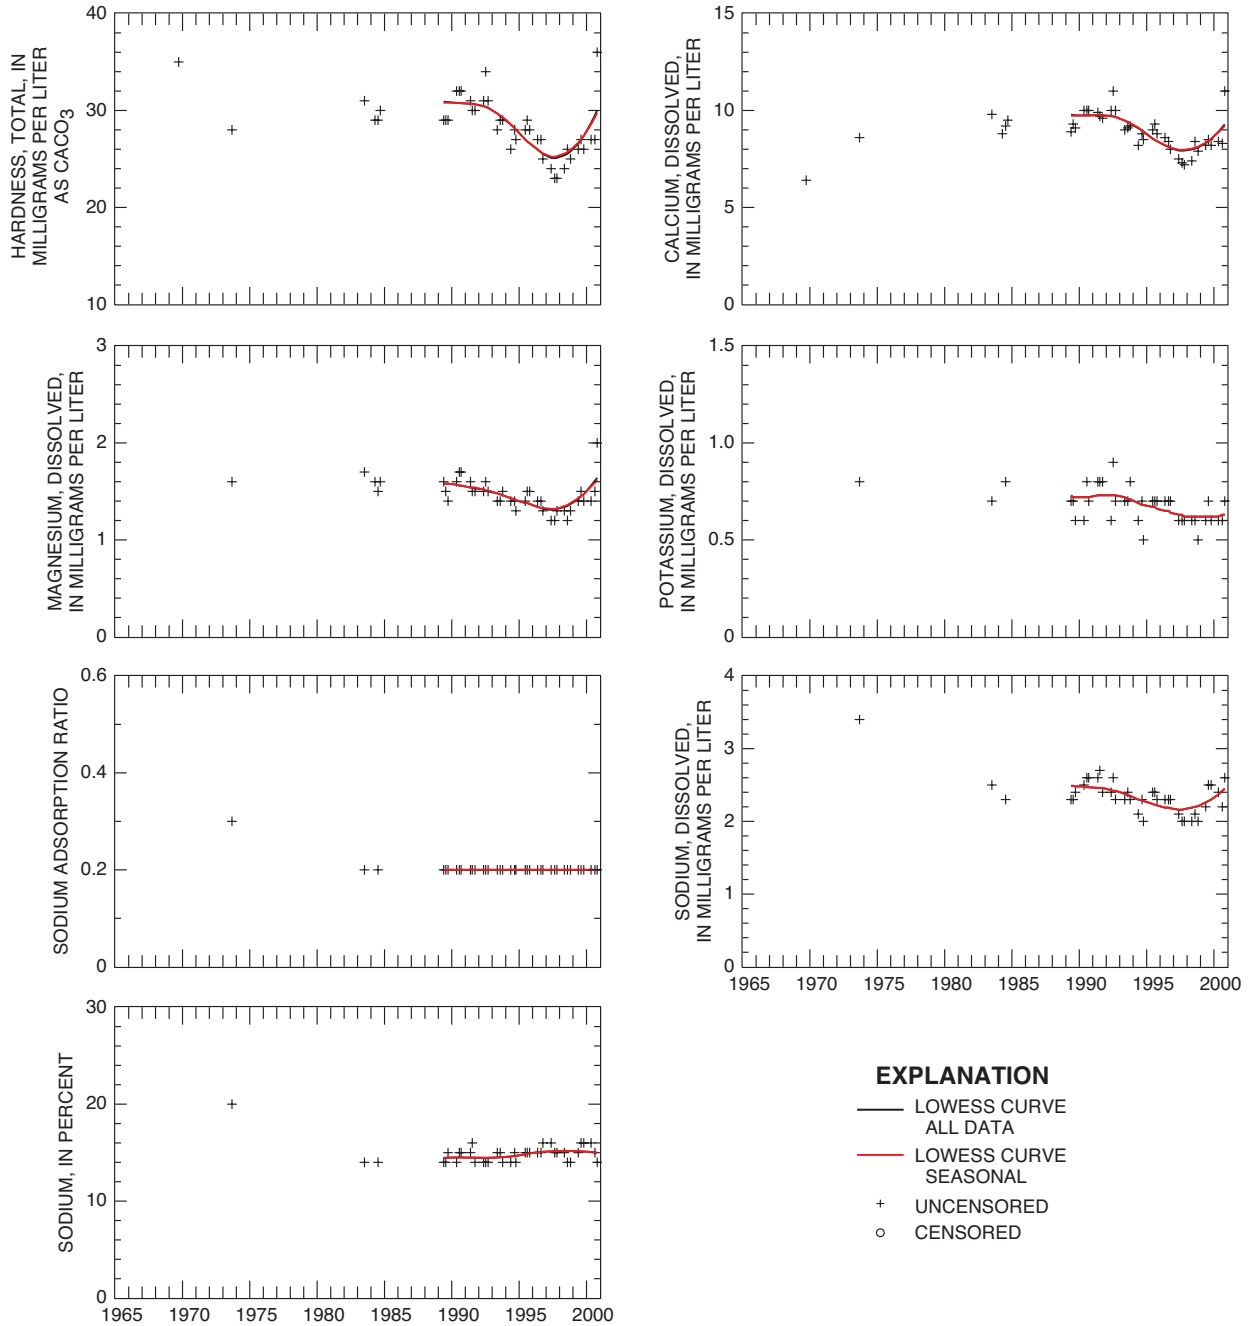 HARDNESS, TOTAL, IN
MILLIGRAMS PER LITER
AS CACO3
40
30
20
10
CALCIUM, DISSOLVED,
IN MILLIGRAMS PER LITER
15
10
5
0
MAGNESIUM, DISSOLVED,
IN MILLIGRAMS PER LITER
3
2
1
0
POTASSIUM, DISSOLVED,
IN MILLIGRAMS PER LITER
1.5
1.0
0.5
0
SODIUM ADSORPTION RATIO
0.6
0.4
0.2
0
SODIUM, DISSOLVED,
IN MILLIGRAMS PER LITER
4
3
2
1
0
1965 1970 1975 1980 1985 1990 1995 2000
SODIUM, IN PERCENT
30
20
10
0
1965 1970 1975 1980 1985 1990 1995 2000
EXPLANATION
LOWESS CURVE
ALL DATA
LOWESS CURVE
SEASONAL
UNCENSORED
CENSORED